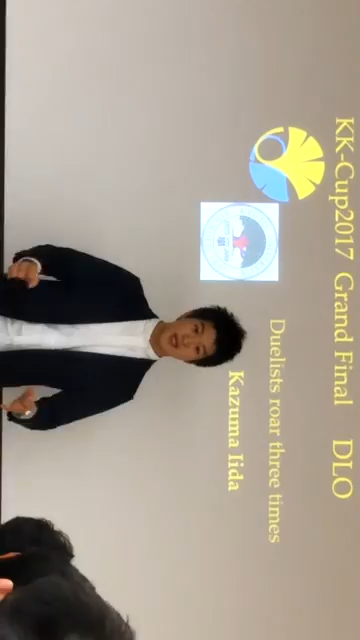 KK-Cup2017 Grand Final DLO
Duelists roar three times
Kazuma Iida